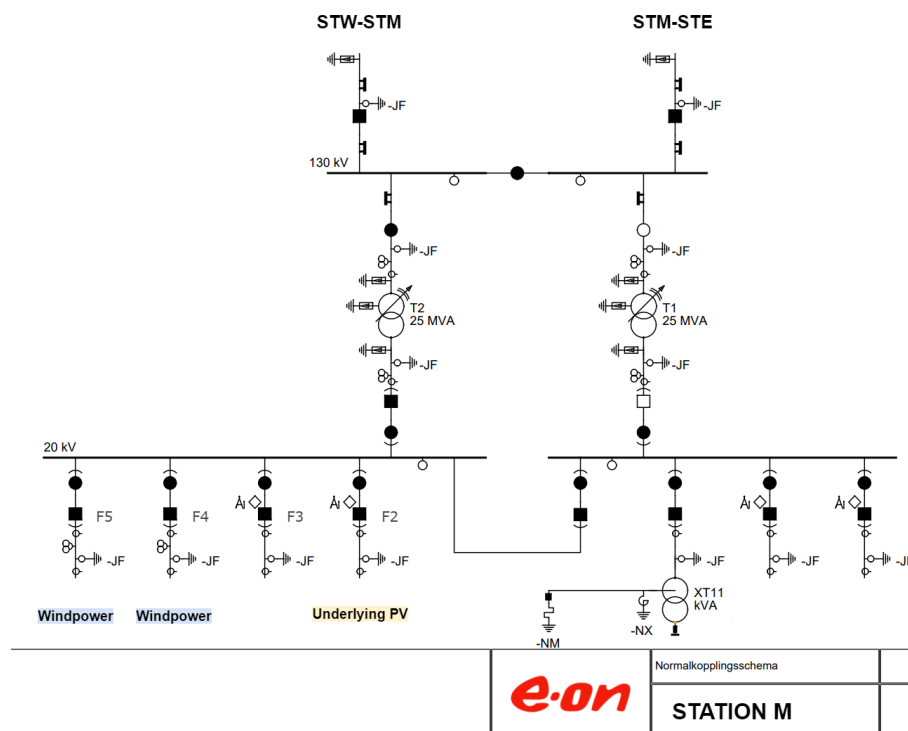 STW-STM
STM-STE
-JF
-JF
130 kV
-JF
-JF
T2
25 MVA
T1
25 MVA
-JF
-JF
20 kV
F5
F4
Å
F3
Å
F2
Å
Å
-JF
-JF
-JF
-JF
-JF
-JF
-JF
Windpower
Windpower
Underlying PV
XT11
kVA
-NM
-NX
Normalkopplingsschema
e·on
STATION M